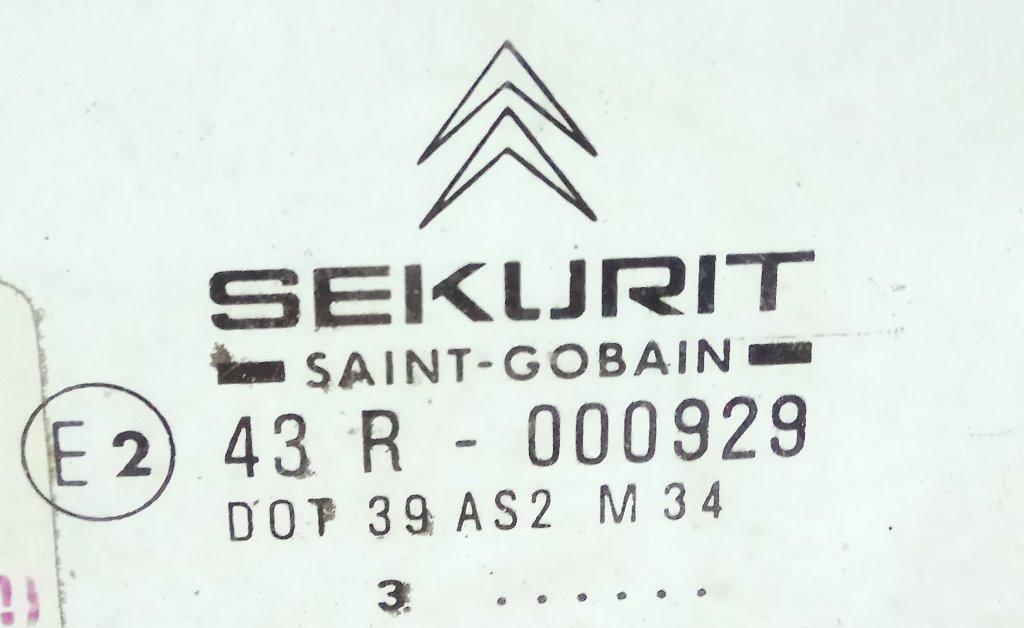 SEKURIT
SAINT-GOBAIN
E2 43 R - 000929
DOT 39 AS2 M 34
3 . . . . . .